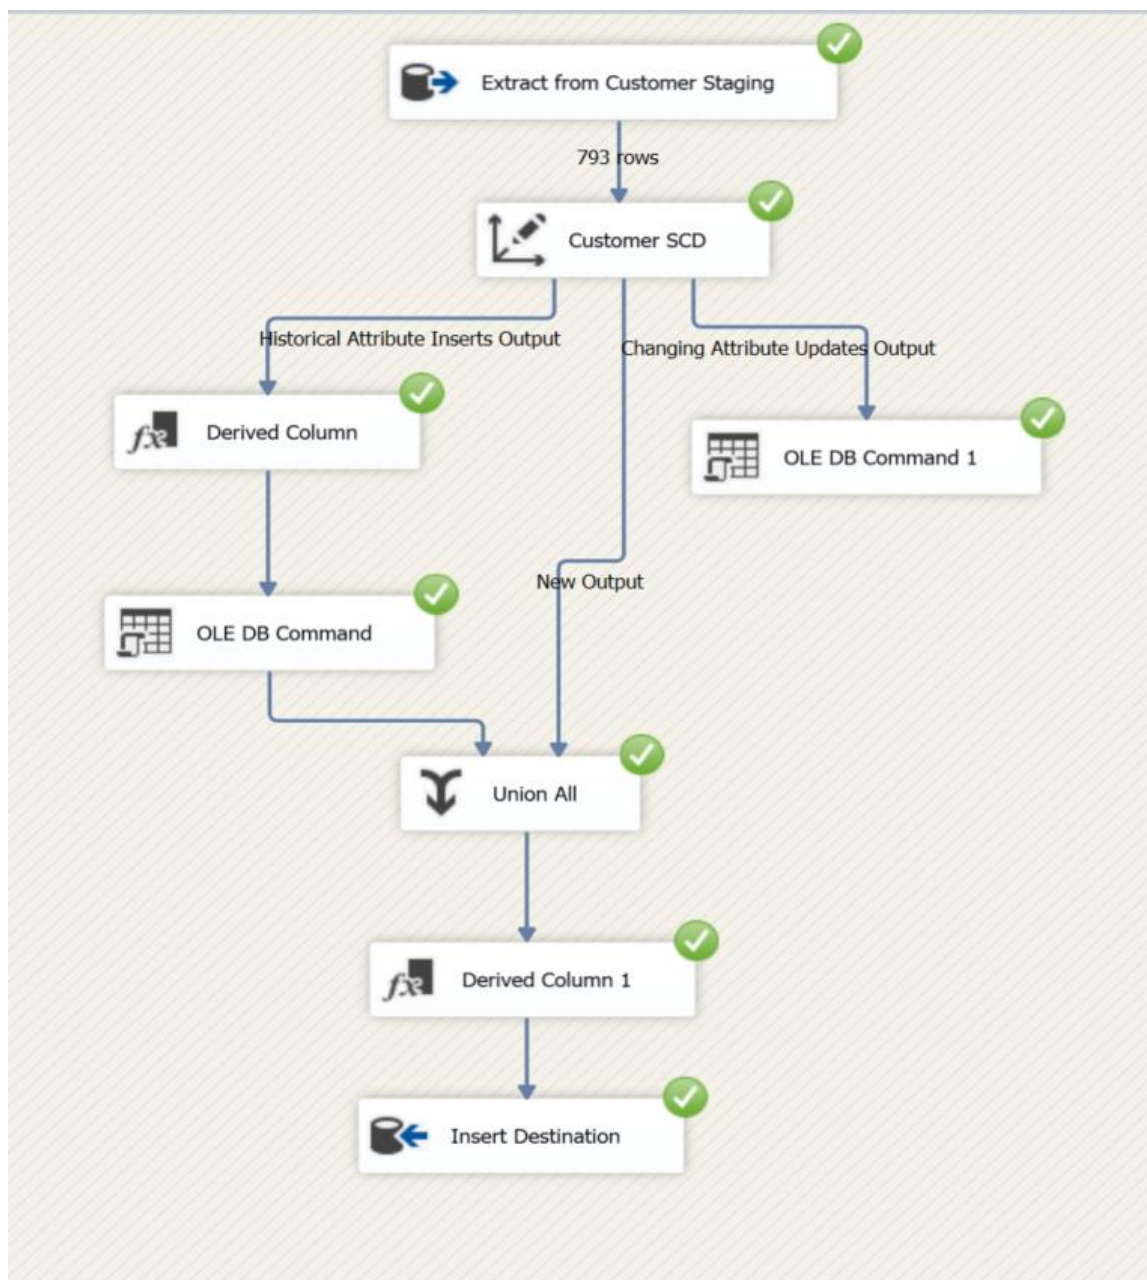 Extract from Customer Staging
793 rows
Customer SCD
Historical Attribute Inserts Output
Changing Attribute Updates Output
Derived Column
OLE DB Command 1
New Output
OLE DB Command
Union All
Derived Column 1
Insert Destination